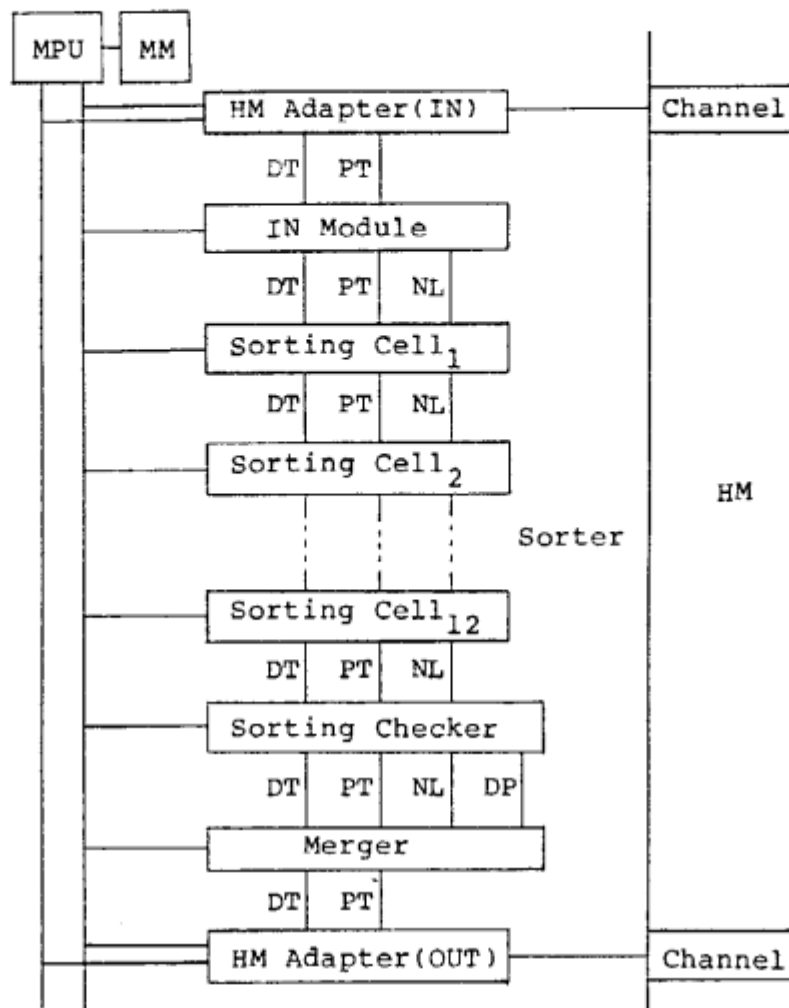 MPU MM
HM Adapter(IN) Channel
DT PT
IN Module
DT PT NL
Sorting Cell1
DT PT NL
Sorting Cell2
HM
Sorter
Sorting Cell12
DT PT NL
Sorting Checker
DT PT NL DP
Merger
DT PT
HM Adapter(OUT) Channel